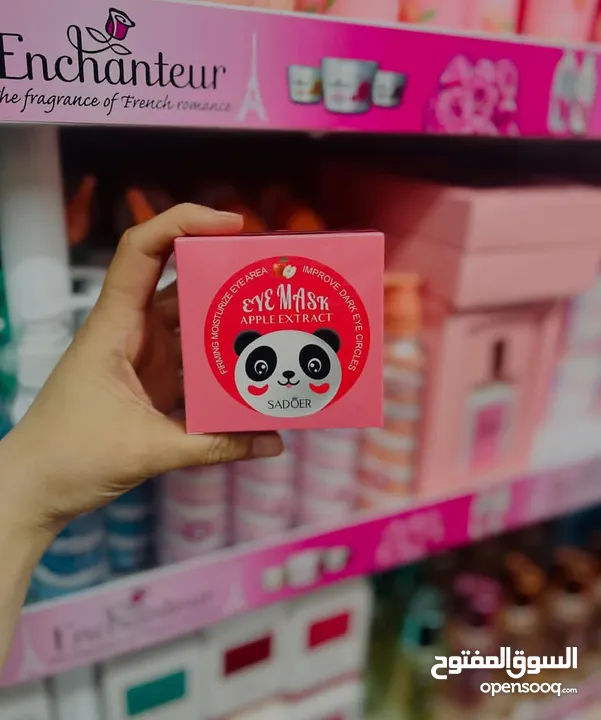 Enchanteur
the fragrance of French romance
FIRMING MOISTURIZE EYE AREA
IMPROVE DARK EYE CIRCLES
EYE MASK
APPLE EXTRACT
SADOER
Enchanteur
السوق المفتوح
opensooq.com